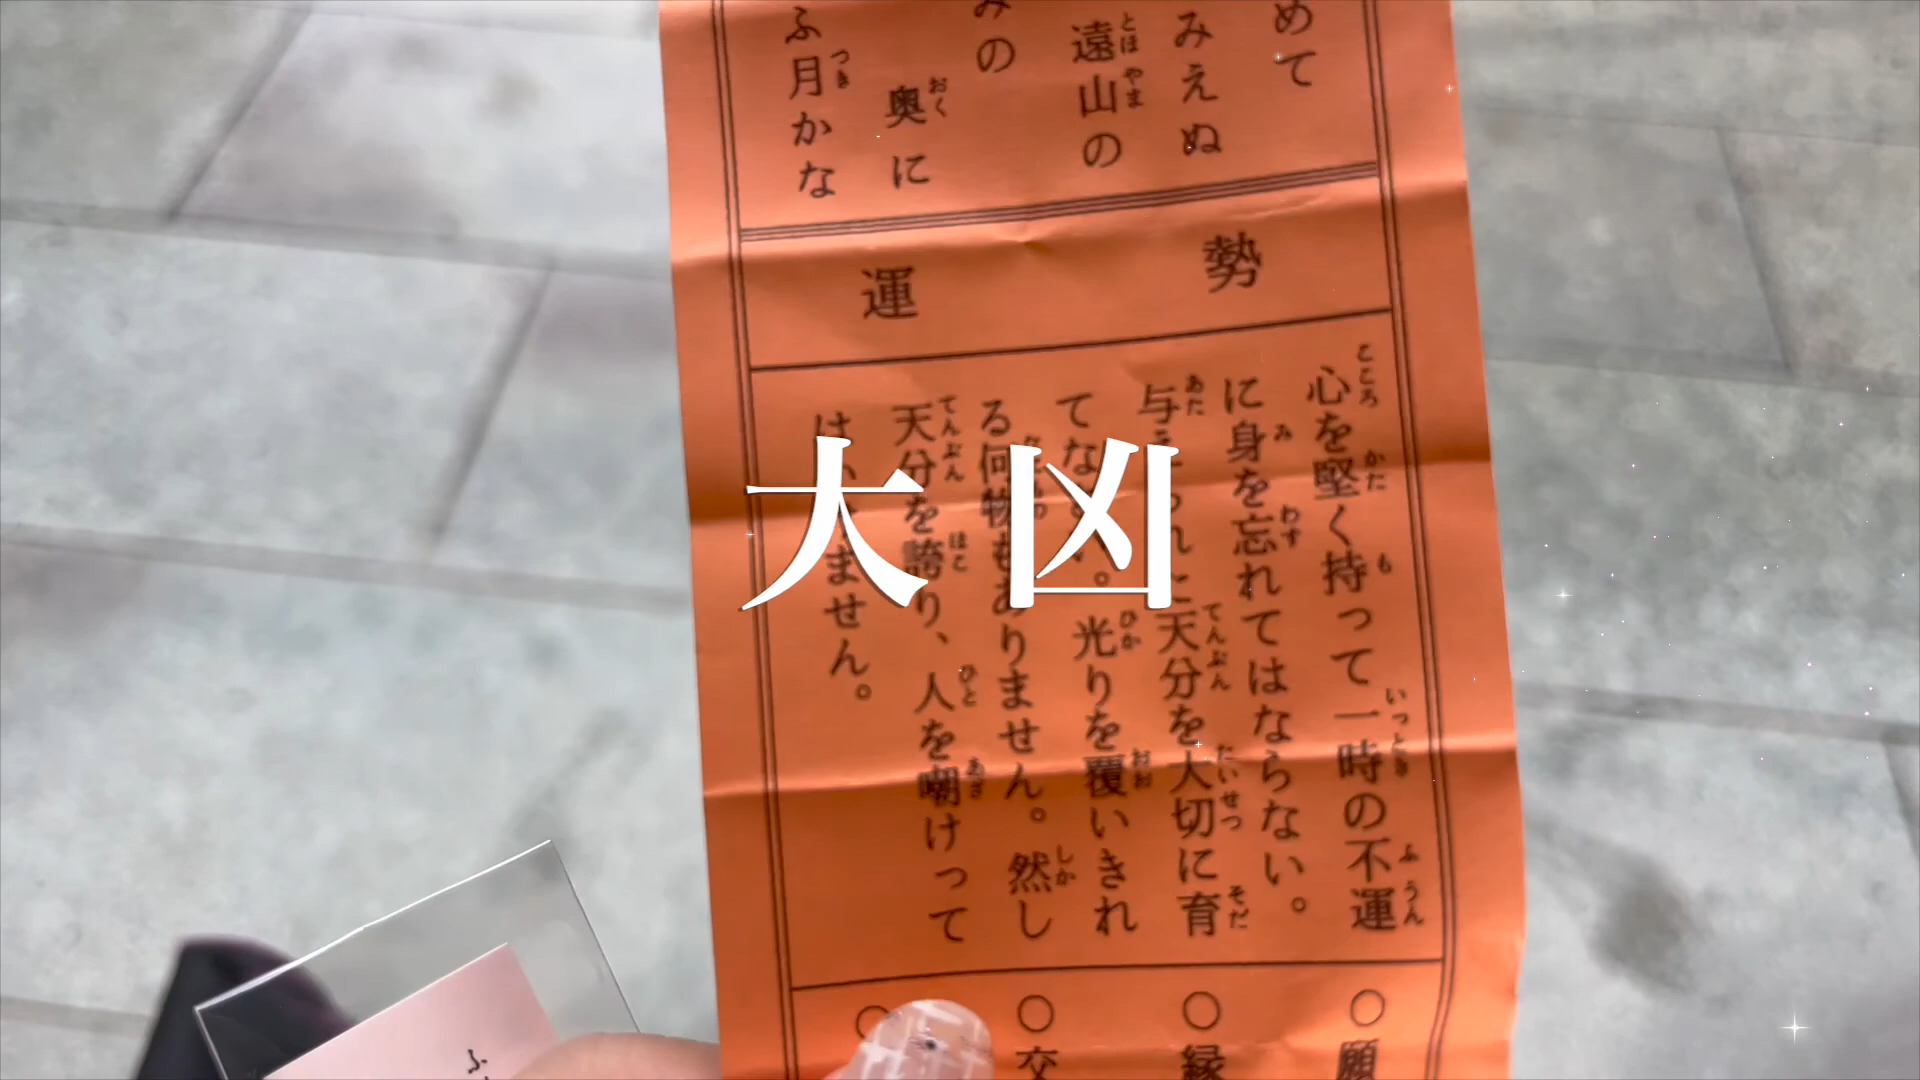 めて
みえぬ
遠山の
みの
奥に
ふ月かな
運勢
心を堅く持って一時の不運
に身を忘れてはならない。
与えられた天分を大切に育
てなさい。光りを覆いきれ
る何物もありません。然し
天分を誇り、人を嘲けって
はいけません。
○願
○縁
○交
○
大凶
ふ